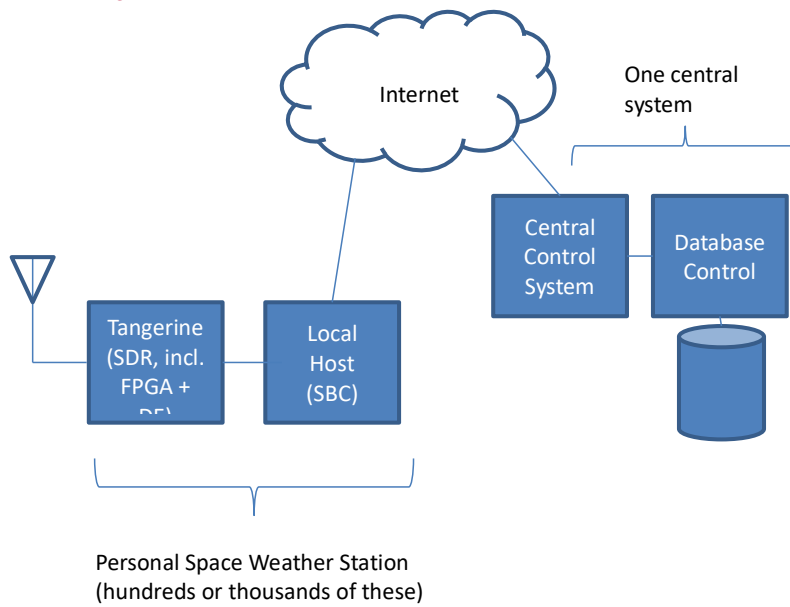 Internet
One central
system
Central
Control
System
Database
Control
Tangerine
(SDR, incl.
FPGA +
Local
Host
(SBC)
Personal Space Weather Station
(hundreds or thousands of these)